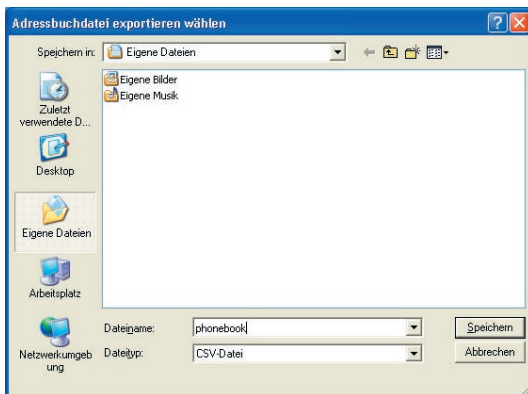 Adressbuchdatei exportieren wählen
Speichern in:
Eigene Dateien
Eigene Bilder
Eigene Musik
Zuletzt
verwendete D...
Desktop
Eigene Dateien
Arbeitsplatz
Netzwerkumgeb
ung
Dateiname:
phonebook
Speichern
Dateityp:
CSV-Datei
Abbrechen